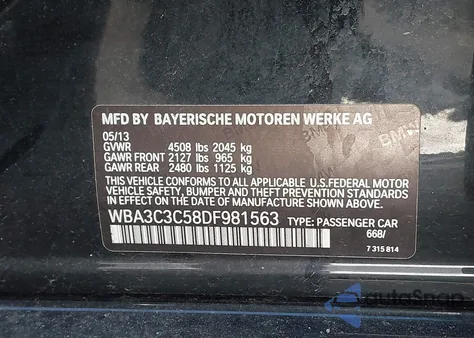 MFD BY BAYERISCHE MOTOREN WERKE AG
05/13
GVWR 4508 lbs 2045 kg
GAWR FRONT 2127 lbs 965 kg
GAWR REAR 2480 lbs 1125 kg
THIS VEHICLE CONFORMS TO ALL APPLICABLE U.S.FEDERAL MOTOR
VEHICLE SAFETY, BUMPER AND THEFT PREVENTION STANDARDS
IN EFFECT ON THE DATE OF MANUFACTURE SHOWN ABOVE.
WBA3C3C58DF981563 TYPE: PASSENGER CAR
668/
7 315 814
autoSnap